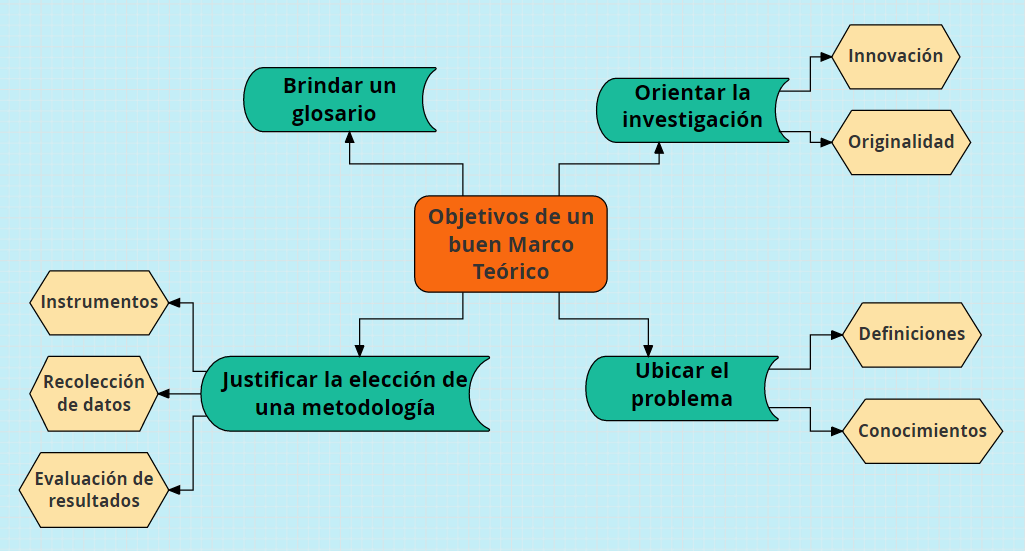 Brindar un
glosario
Orientar la
investigación
Innovación
Originalidad
Objetivos de un
buen Marco
Teórico
Instrumentos
Recolección
de datos
Evaluación de
resultados
Justificar la elección de
una metodología
Ubicar el
problema
Definiciones
Conocimientos